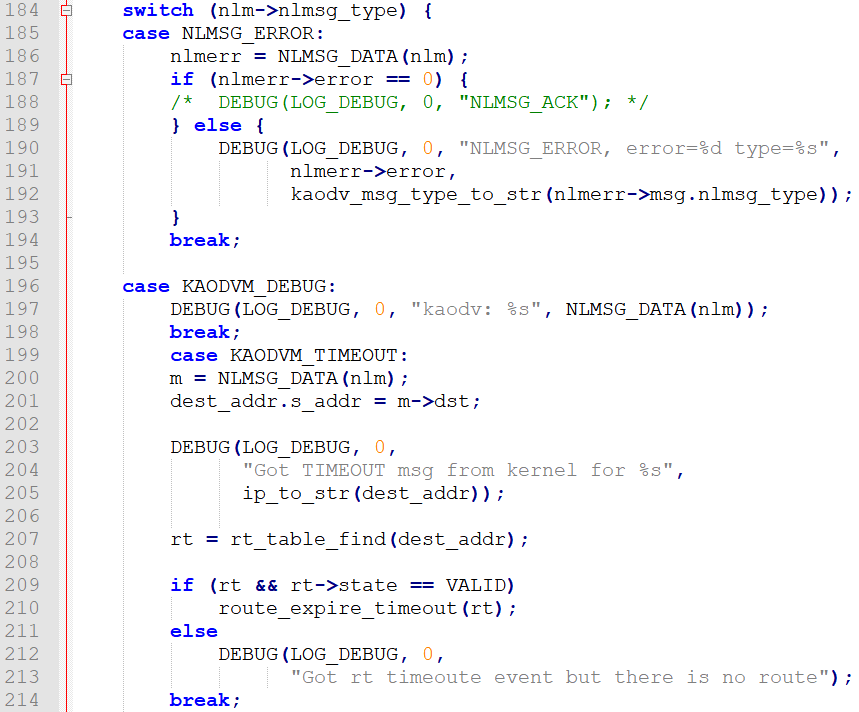 184 switch (nlm->nlmsg_type) {
185 case NLMSG_ERROR:
186 nlmerr = NLMSG_DATA(nlm);
187 if (nlmerr->error == 0) {
188 /*  DEBUG(LOG_DEBUG, 0, "NLMSG_ACK"); */
189 } else {
190 DEBUG(LOG_DEBUG, 0, "NLMSG_ERROR, error=%d type=%s",
191 nlmerr->error,
192 kaodv_msg_type_to_str(nlmerr->msg.nlmsg_type));
193 }
194 break;
195
196 case KAODVM_DEBUG:
197 DEBUG(LOG_DEBUG, 0, "kaodv: %s", NLMSG_DATA(nlm));
198 break;
199 case KAODVM_TIMEOUT:
200 m = NLMSG_DATA(nlm);
201 dest_addr.s_addr = m->dst;
202
203 DEBUG(LOG_DEBUG, 0,
204 "Got TIMEOUT msg from kernel for %s",
205 ip_to_str(dest_addr));
206
207 rt = rt_table_find(dest_addr);
208
209 if (rt && rt->state == VALID)
210 route_expire_timeout(rt);
211 else
212 DEBUG(LOG_DEBUG, 0,
213 "Got rt timeoute event but there is no route");
214 break;